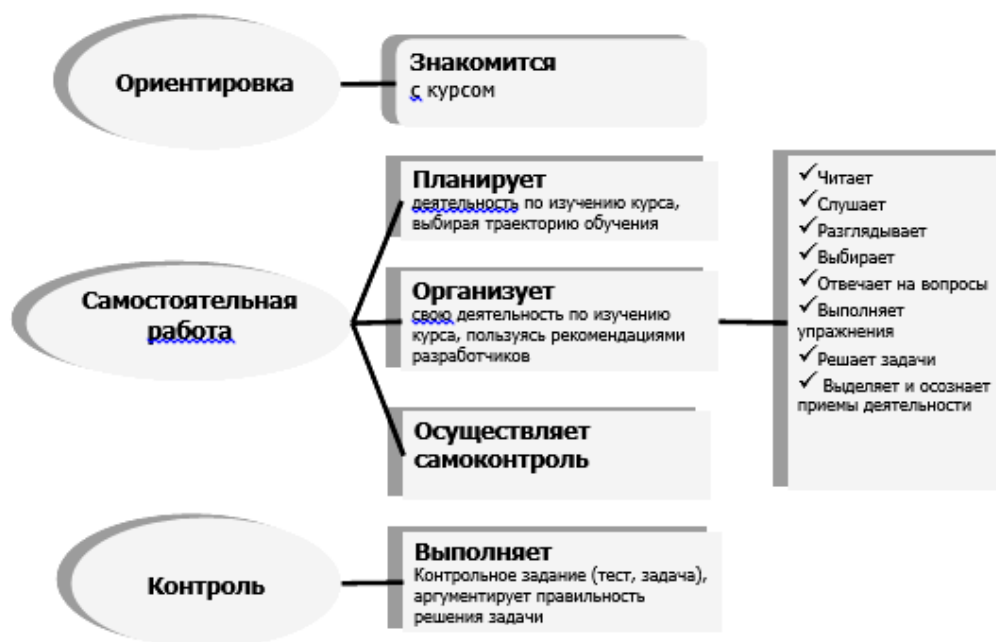 Ориентировка
Знакомится
с курсом
Самостоятельная
работа
Планирует
деятельность по изучению курса,
выбирая траекторию обучения
Организует
свою деятельность по изучению
курса, пользуясь рекомендациями
разработчиков
Осуществляет
самоконтроль
✓Читает
✓Слушает
✓Разглядывает
✓Выбирает
✓Отвечает на вопросы
✓Выполняет
упражнения
✓Решает задачи
✓ Выделяет и осознает
приемы деятельности
Контроль
Выполняет
Контрольное задание (тест, задача),
аргументирует правильность
решения задачи